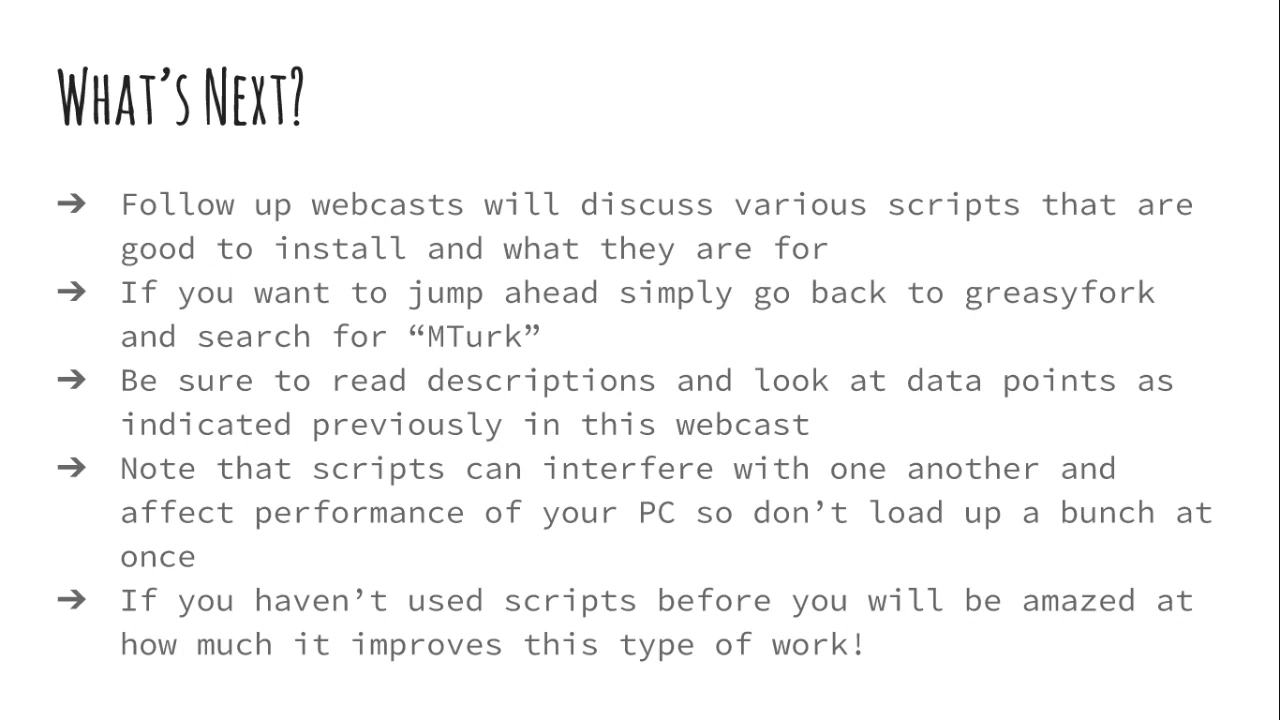 What's Next?
➔ Follow up webcasts will discuss various scripts that are
good to install and what they are for
➔ If you want to jump ahead simply go back to greasyfork
and search for “MTurk”
➔ Be sure to read descriptions and look at data points as
indicated previously in this webcast
➔ Note that scripts can interfere with one another and
affect performance of your PC so don’t load up a bunch at
once
➔ If you haven’t used scripts before you will be amazed at
how much it improves this type of work!